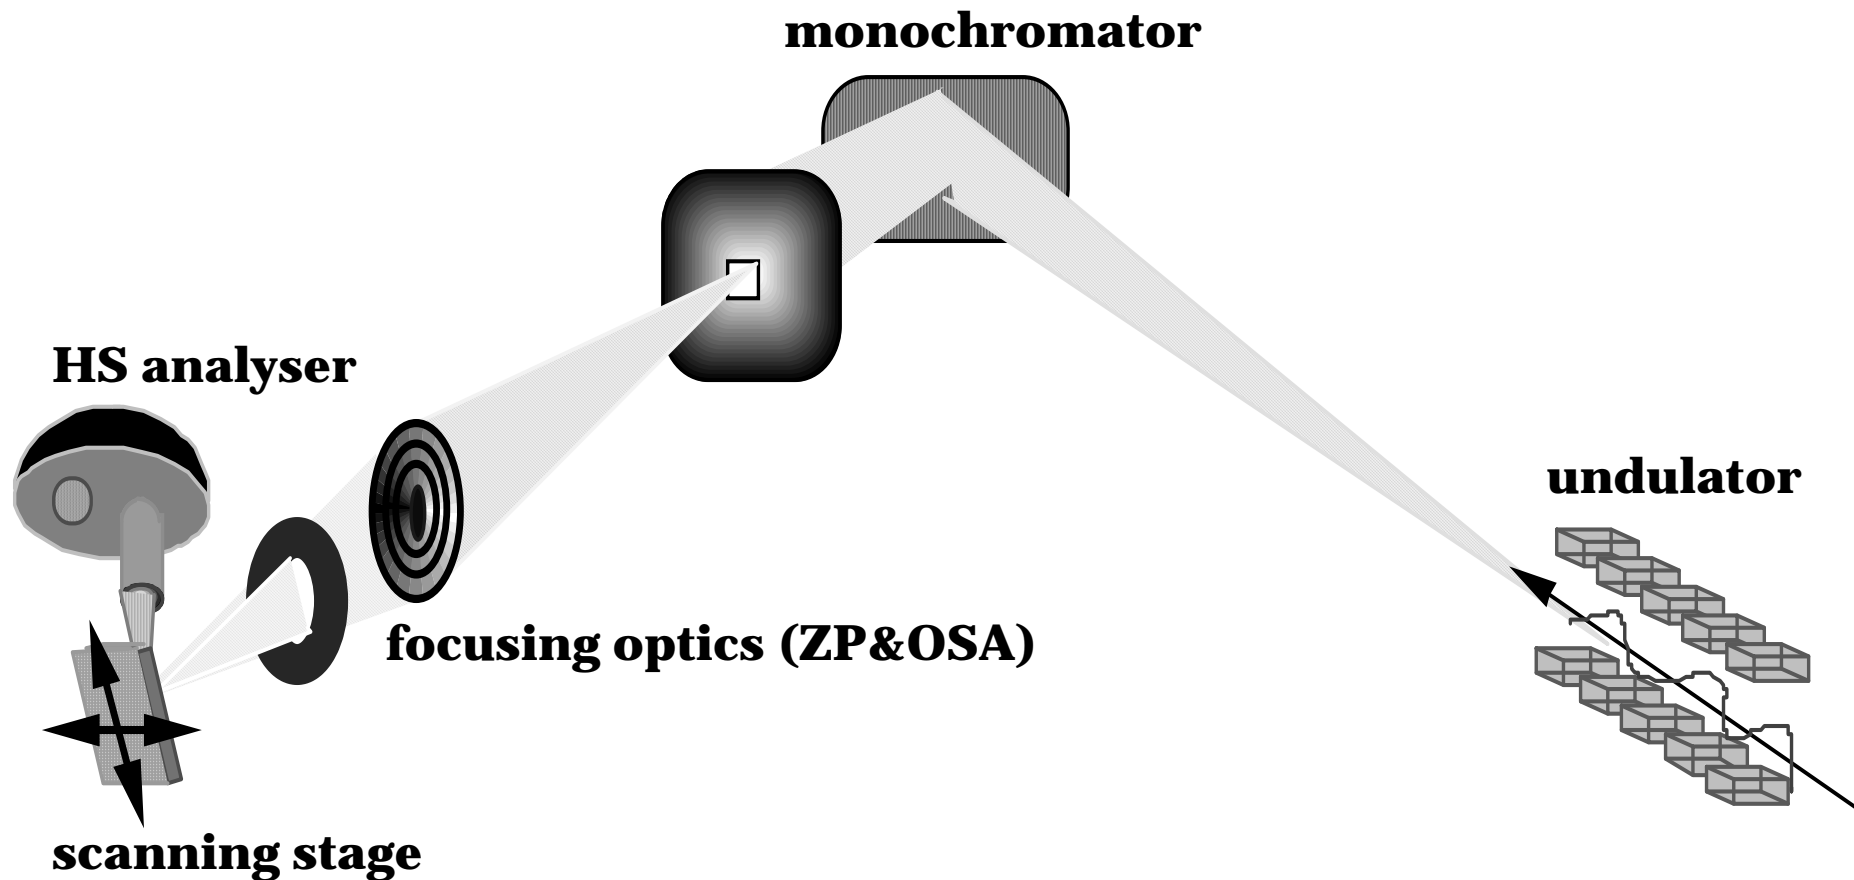 monochromator
HS analyser
undulator
focusing optics (ZP&OSA)
scanning stage